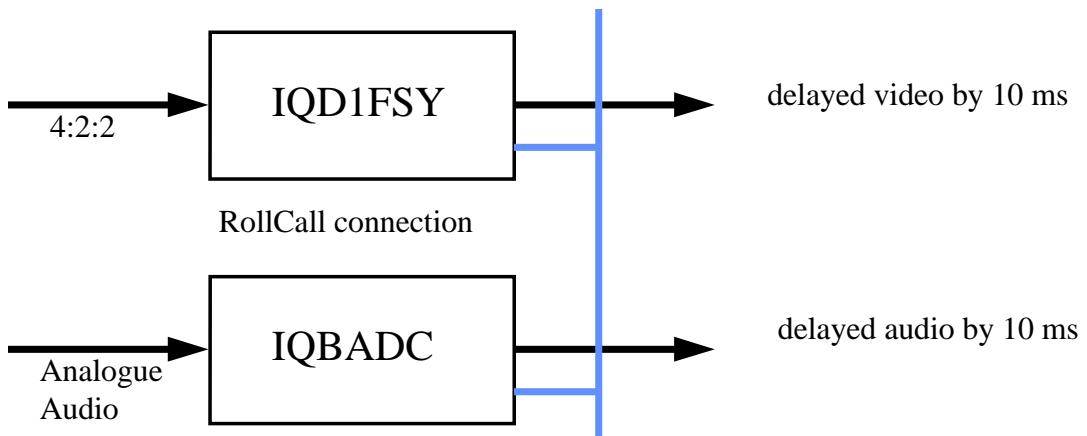 IQD1FSY
delayed video by 10 ms
4:2:2
RollCall connection
IQBADC
delayed audio by 10 ms
Analogue
Audio